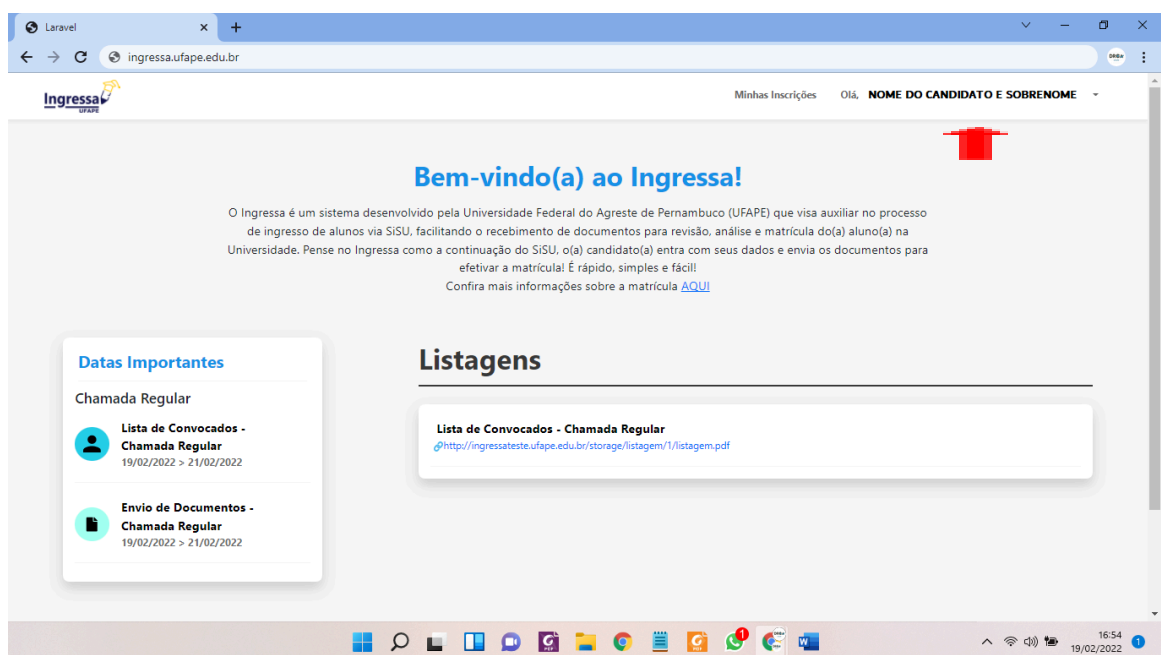 Laravel
ingressa.ufape.edu.br
Ingressa
UFAPE
Minhas Inscrições Olá, NOME DO CANDIDATO E SOBRENOME
Bem-vindo(a) ao Ingressa!
O Ingressa é um sistema desenvolvido pela Universidade Federal do Agreste de Pernambuco (UFAPE) que visa auxiliar no processo
de ingresso de alunos via SiSU, facilitando o recebimento de documentos para revisão, análise e matrícula do(a) aluno(a) na
Universidade. Pense no Ingressa como a continuação do SiSU, o(a) candidato(a) entra com seus dados e envia os documentos para
efetivar a matrícula! É rápido, simples e fácil!
Confira mais informações sobre a matrícula AQUI
Datas Importantes
Chamada Regular
Lista de Convocados -
Chamada Regular
19/02/2022 > 21/02/2022
Envio de Documentos -
Chamada Regular
19/02/2022 > 21/02/2022
Listagens
Lista de Convocados - Chamada Regular
http://ingressateste.ufape.edu.br/storage/listagem/1/listagem.pdf
16:54
19/02/2022
1